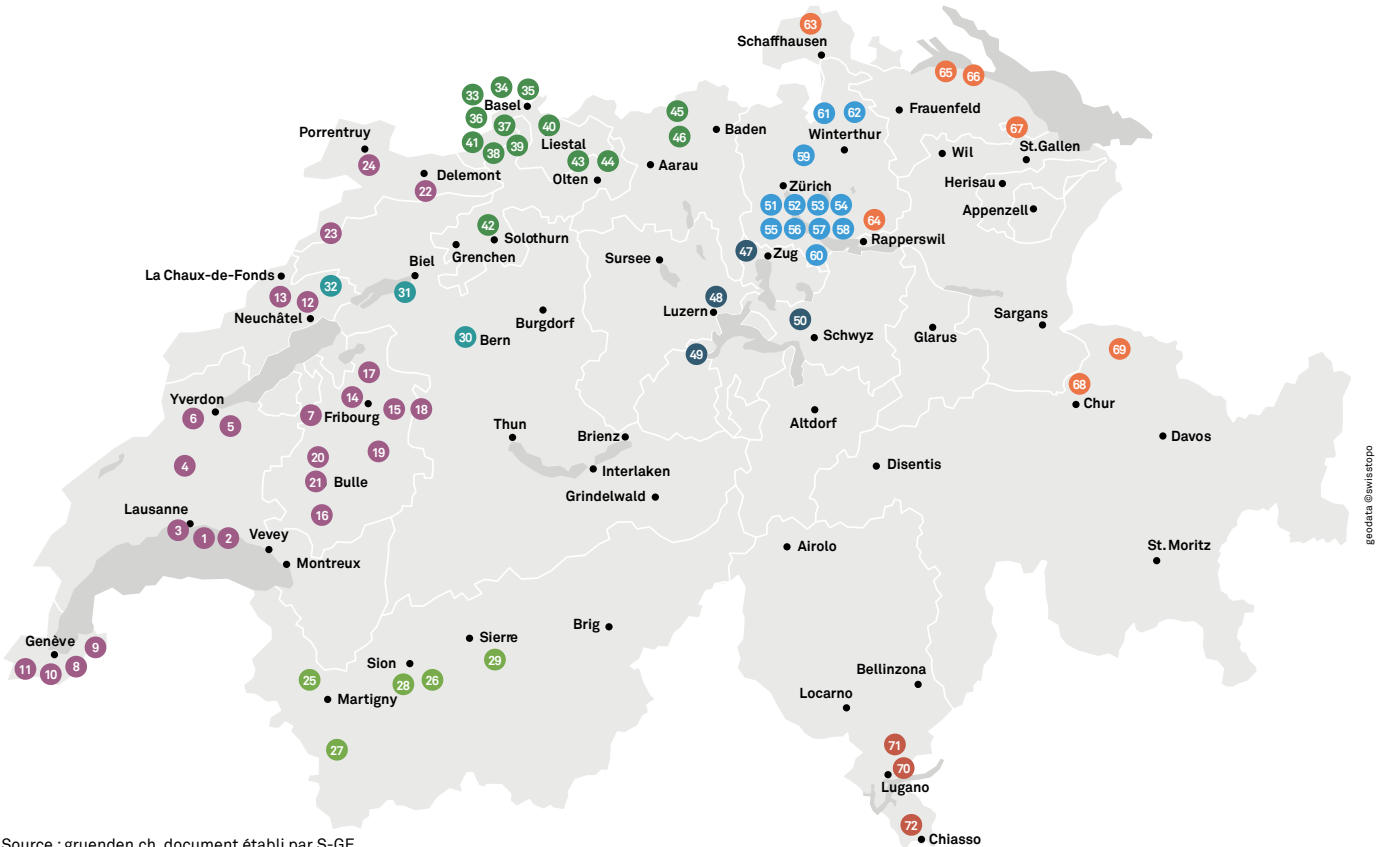 63
Schaffhausen
65
66
34
35
33
Basel
45
61
62
Frauenfeld
36
37
40
Baden
Winterthur
67
Porrentruy
46
41
38
39
Liestal
59
Wil
St.Gallen
24
43
44
Aarau
Delemont
Olten
Zürich
Herisau
22
51
52
53
54
Appenzell
23
42
Solothurn
55
56
57
58
64
Rapperswil
Grenchen
47
Zug
60
Biel
Sursee
La Chaux-de-Fonds
13
12
32
31
48
Neuchâtel
Burgdorf
Luzern
50
Sargans
30
Bern
Schwyz
Glarus
49
69
17
68
Yverdon
14
Chur
6
5
7
Fribourg
15
18
Thun
Brienz
Altdorf
Davos
20
19
4
Interlaken
Disentis
21
Bulle
Grindelwald
Lausanne
16
3
1
2
Vevey
Airolo
St.Moritz
Montreux
Genève
9
Sierre
Brig
11
10
8
Sion
29
25
28
26
Bellinzona
Martigny
Locarno
27
71
70
Lugano
72
Chiasso
geodata ©swisstopo
Source : gruenden.ch, document établi par S-GE